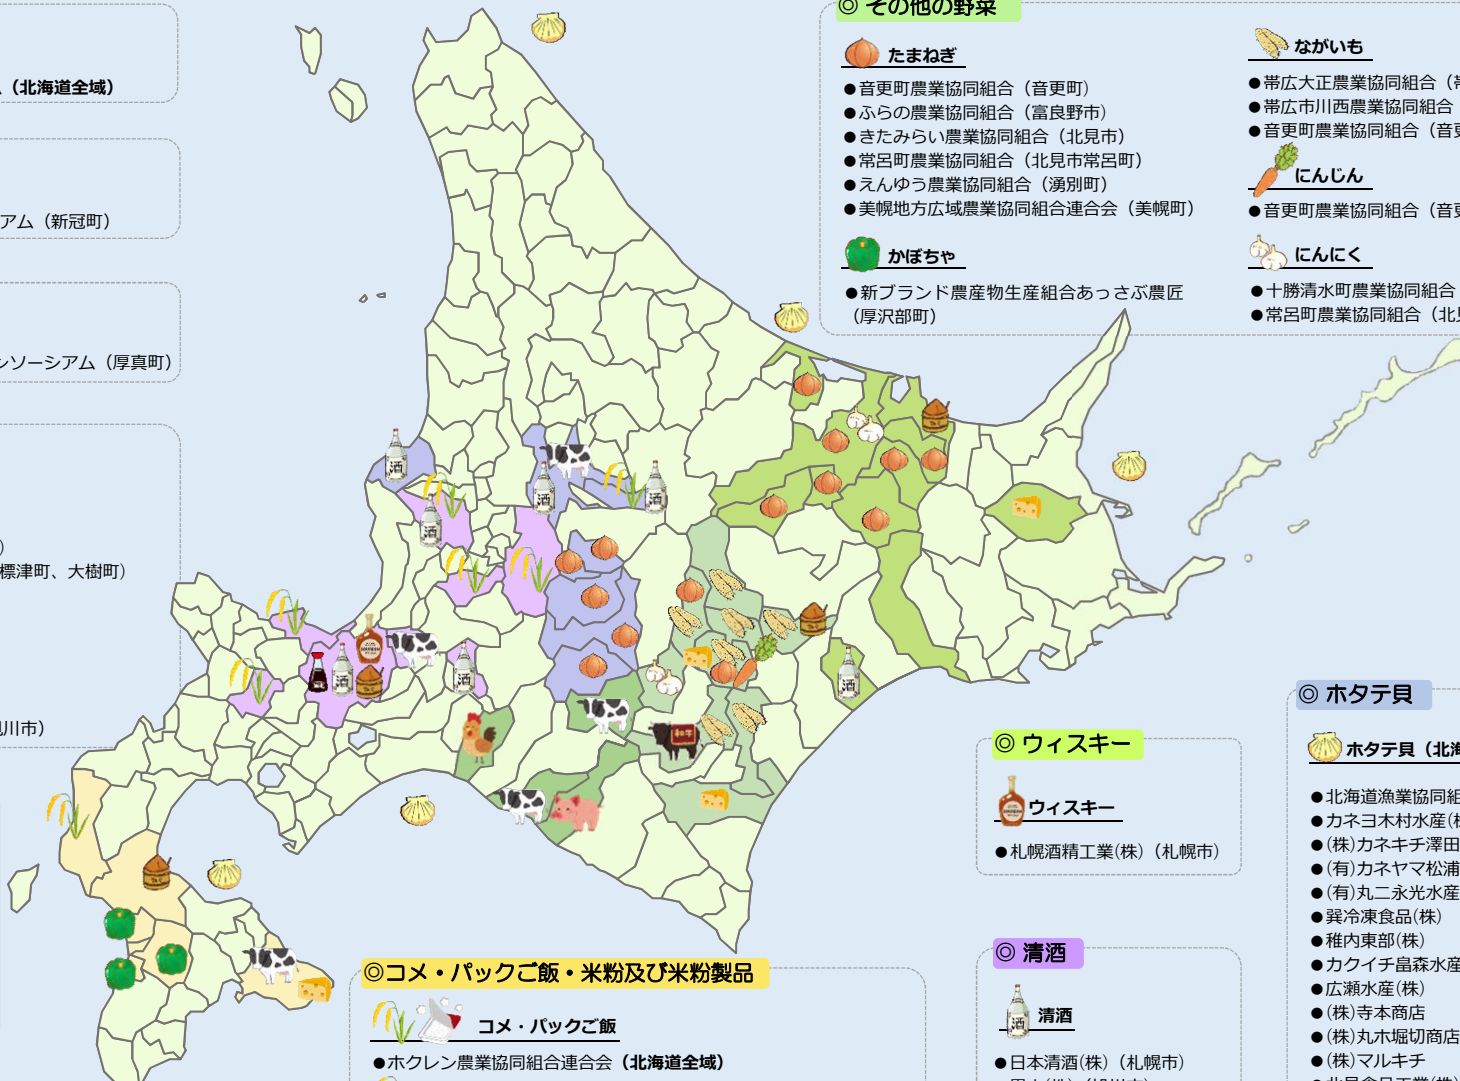 （北海道全域）
アム（新冠町）
ンソーシアム（厚真町）
）
標津町、大樹町）
川市）
◎ その他の野菜
たまねぎ
●音更町農業協同組合（音更町）
●ふらの農業協同組合（富良野市）
●きたみらい農業協同組合（北見市）
●常呂町農業協同組合（北見市常呂町）
●えんゆう農業協同組合（湧別町）
●美幌地方広域農業協同組合連合会（美幌町）
かぼちゃ
●新ブランド農産物生産組合あっさぶ農匠
（厚沢部町）
ながいも
●帯広大正農業協同組合（帯
●帯広市川西農業協同組合
●音更町農業協同組合（音更
にんじん
●音更町農業協同組合（音更
にんにく
●十勝清水町農業協同組合
●常呂町農業協同組合（北見
酒
酒
酒
酒
酒
酒
酒
和牛
◎ ウィスキー
ウィスキー
●札幌酒精工業(株)（札幌市）
◎ 清酒
酒
清酒
●日本清酒(株)（札幌市）
◎コメ・パックご飯・米粉及び米粉製品
コメ・パックご飯
●ホクレン農業協同組合連合会（北海道全域）
◎ ホタテ貝
ホタテ貝（北海
●北海道漁業協同組
●カネヨ木村水産(株
●(株)カネキチ澤田
●(有)カネヤマ松浦
●(有)丸二永光水産
●巽冷凍食品(株)
●稚内東部(株)
●カクイチ畠森水産
●広瀬水産(株)
●(株)寺本商店
●(株)丸ホ堀切商店
●(株)マルキチ